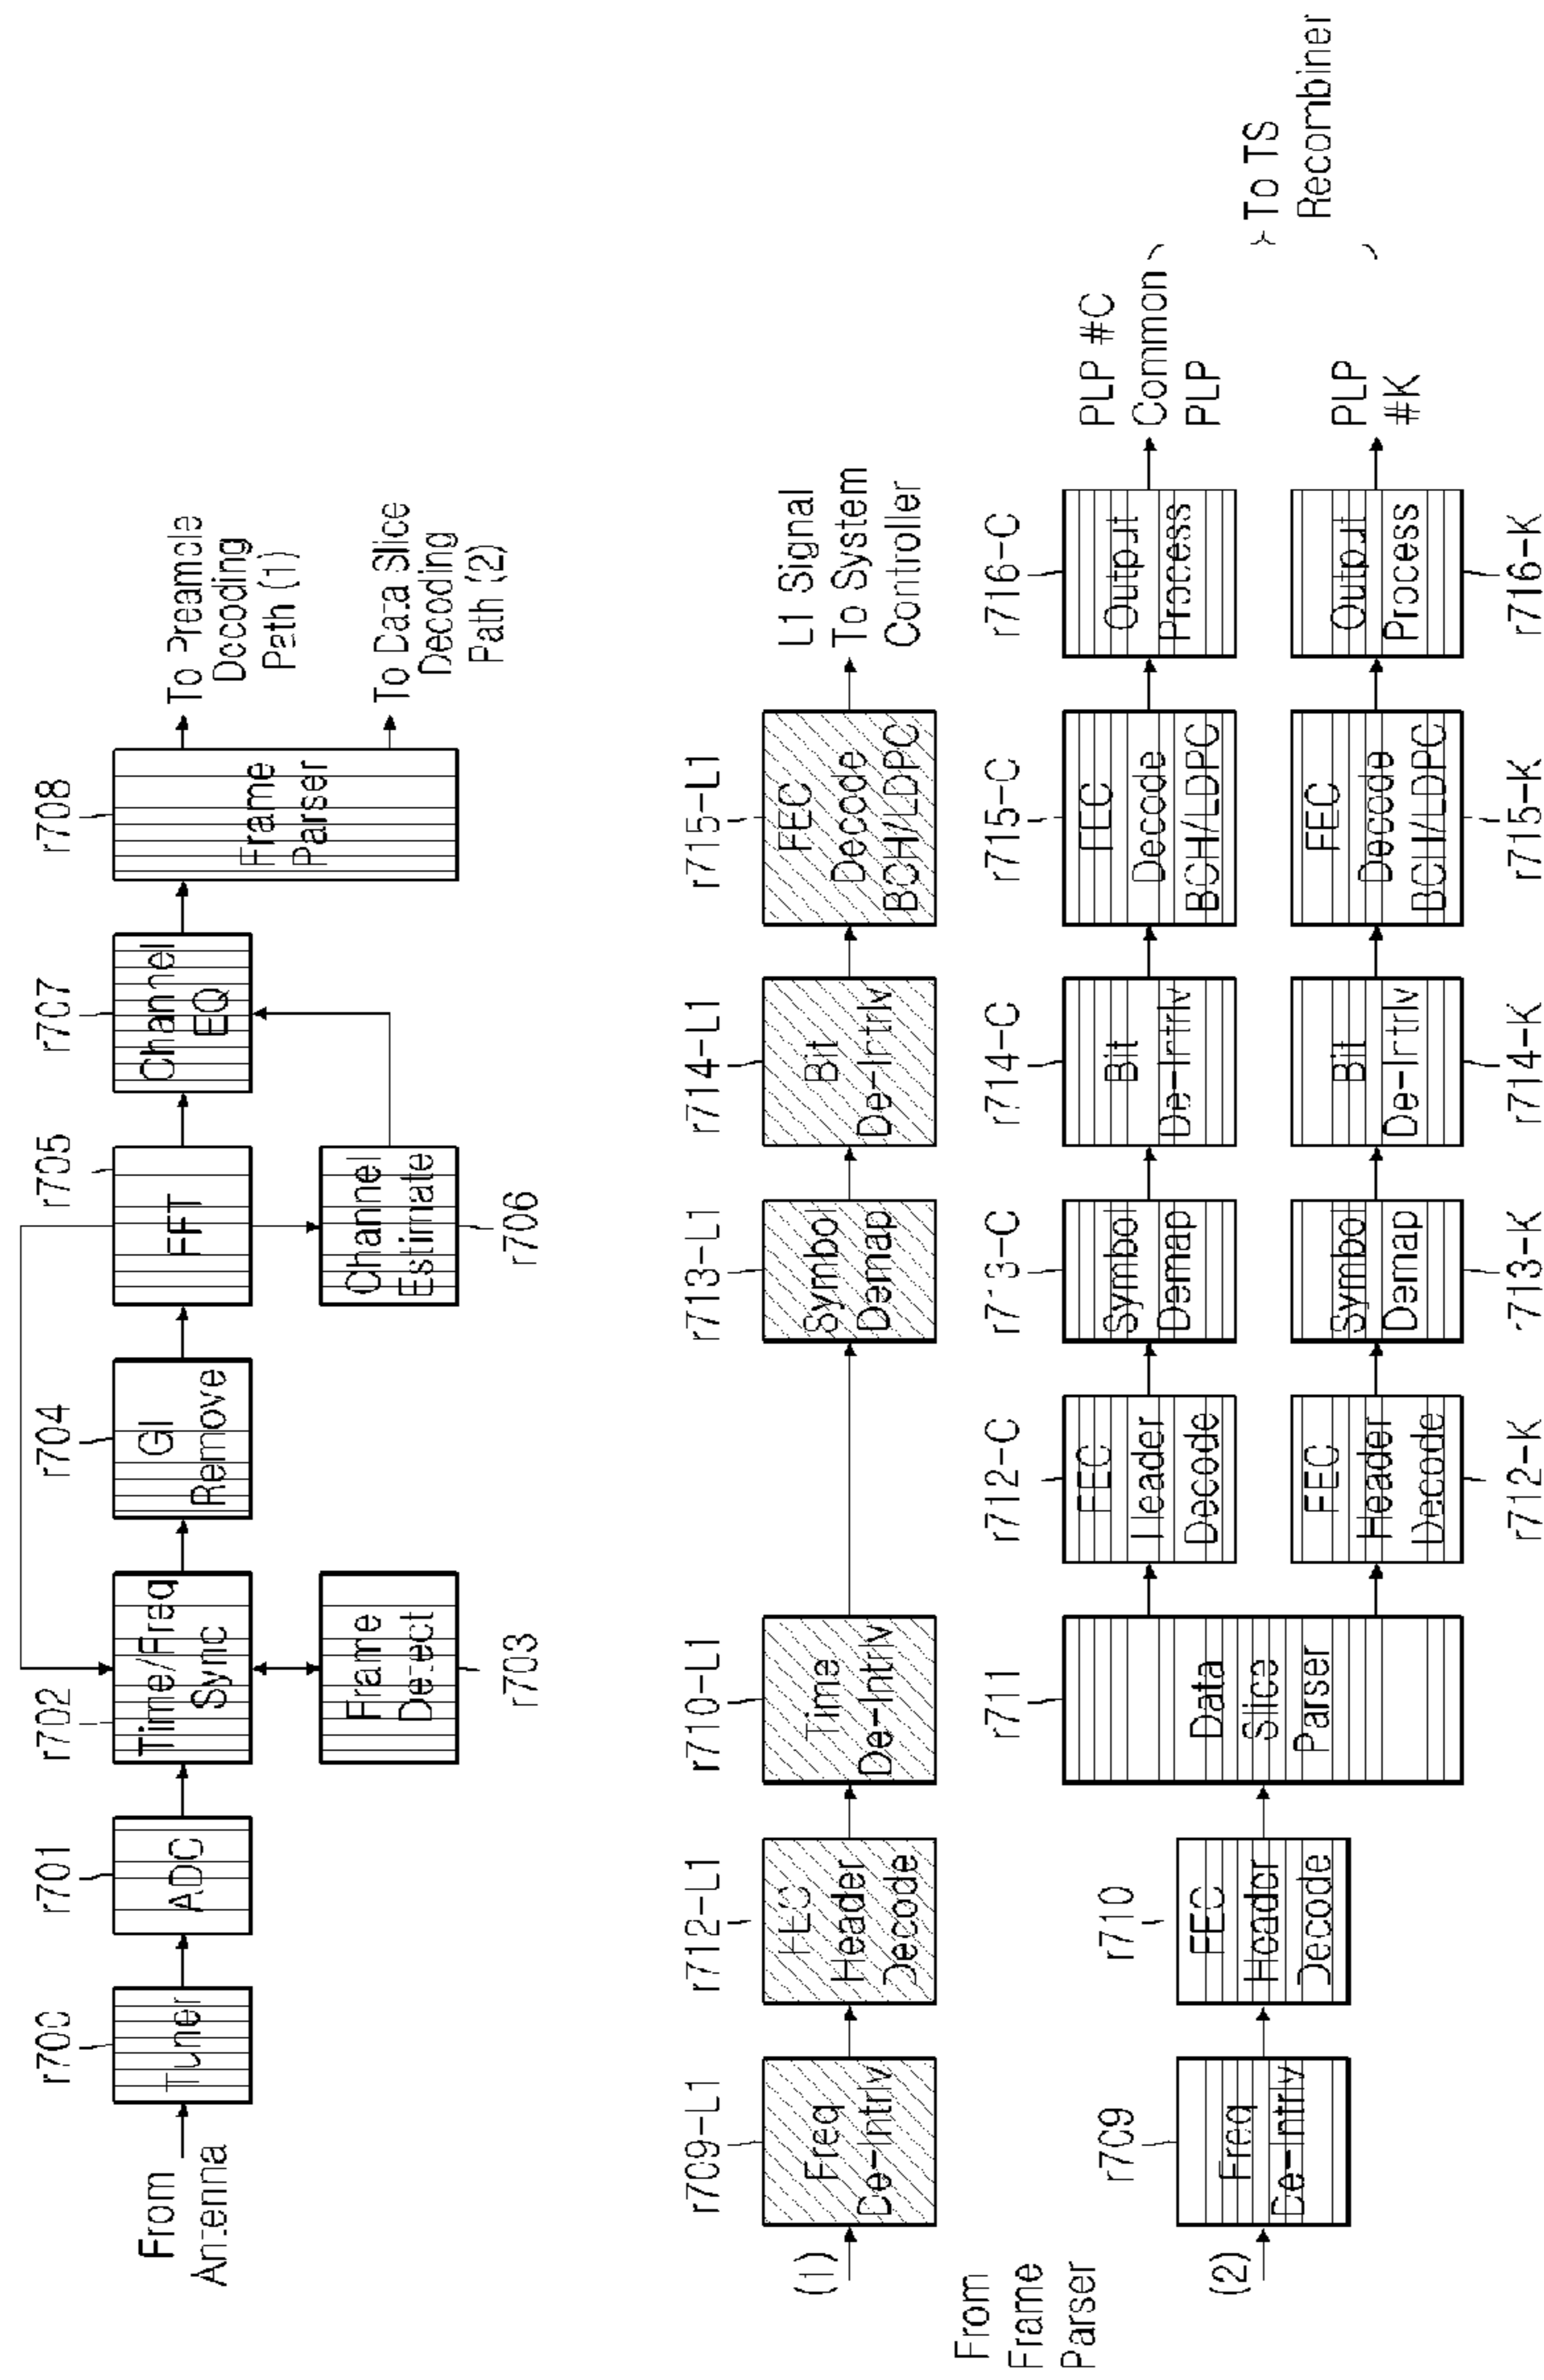 From
Antenna
r700
Tuner
r701
ADC
r702
Time/Freq
Sync
r703
Frame
Detect
r704
GI
Remove
r705
FFT
r706
Channel
Estimate
r707
Channel
EQ
r708
Frame
Parser
To Preamble
Decoding
Path (1)
To Data Slice
Decoding
Path (2)
From
Frame
Parser
(1)
r709-L1
Freq
De-Intrlv
r712-L1
FEC
Header
Decode
r710-L1
Time
De-Intrlv
r713-L1
Symbol
Demap
r714-L1
Bit
De-Intrlv
r715-L1
FEC
Decode
BCH/LDPC
L1 Signal
To System
Controller
(2)
r709
Freq
De-Intrlv
r710
FEC
Header
Decode
r711
Data
Slice
Parser
r712-C
FEC
Header
Decode
r713-C
Symbol
Demap
r714-C
Bit
De-Intrlv
r715-C
FEC
Decode
BCH/LDPC
r716-C
Output
Process
PLP #C
Common
PLP
r712-K
FEC
Header
Decode
r713-K
Symbol
Demap
r714-K
Bit
De-Intrlv
r715-K
FEC
Decode
BCH/LDPC
r716-K
Output
Process
PLP
#K
To TS
Recombiner